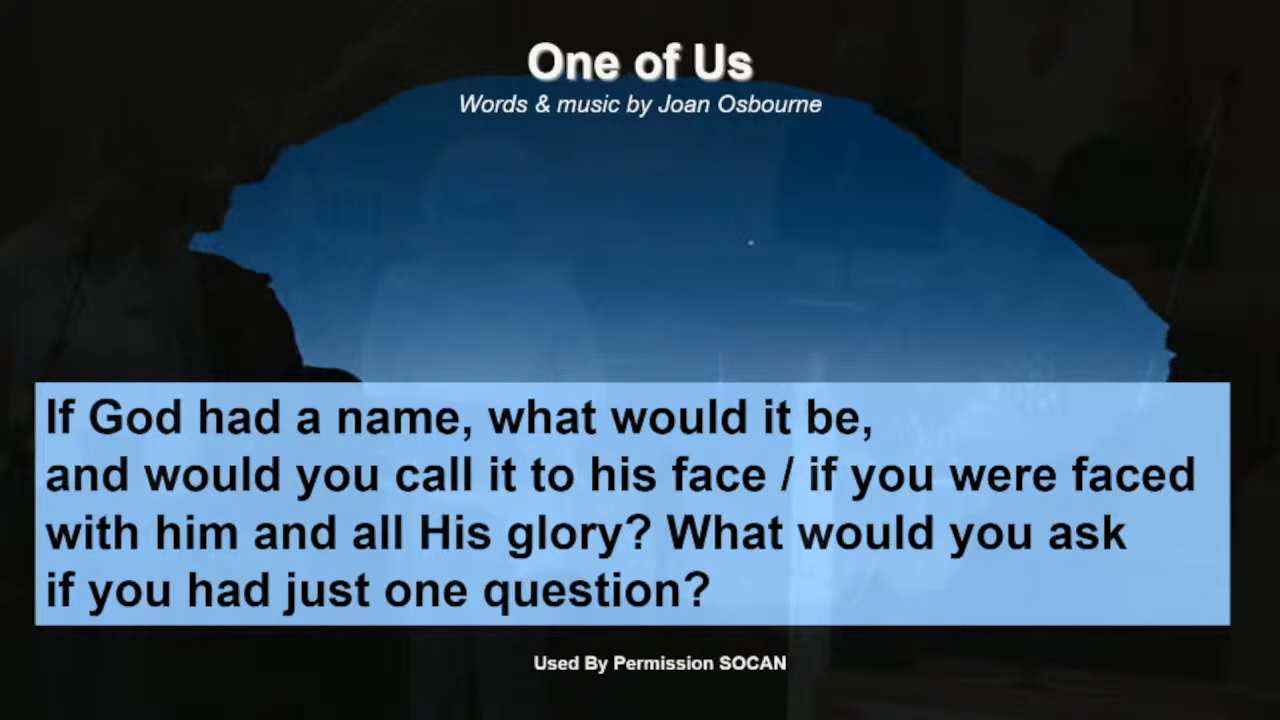 One of Us
Words & music by Joan Osbourne
If God had a name, what would it be,
and would you call it to his face / if you were faced
with him and all His glory? What would you ask
if you had just one question?
Used By Permission SOCAN